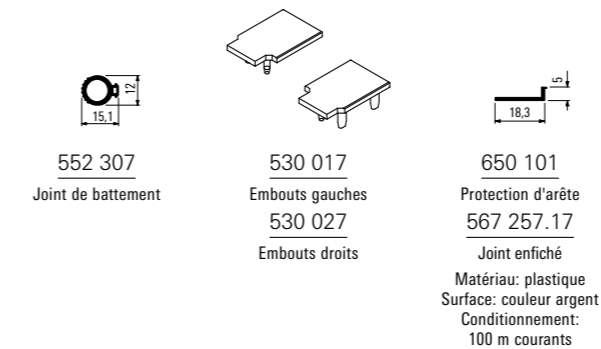 12
15,1
552 307
Joint de battement
530 017
Embouts gauches
530 027
Embouts droits
5
18,3
650 101
Protection d'arête
567 257.17
Joint enfiché
Matériau: plastique
Surface: couleur argent
Conditionnement:
100 m courants